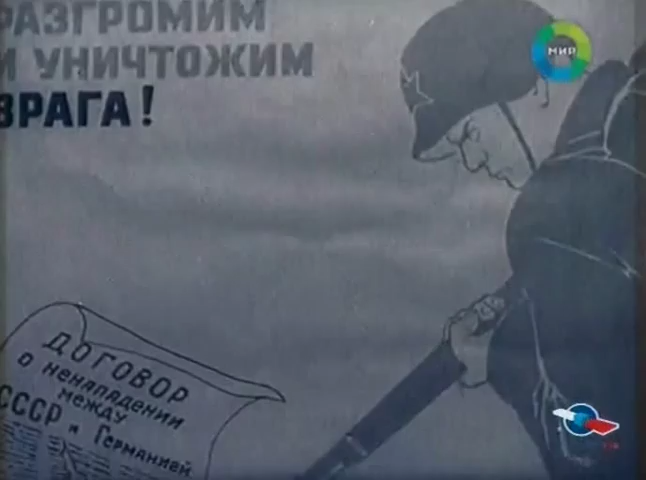 РАЗГРОМИМ
И УНИЧТОЖИМ
ВРАГА!
МИР
ДОГОВОР
О НЕНАПАДЕНИИ
МЕЖДУ
СССР и Германией